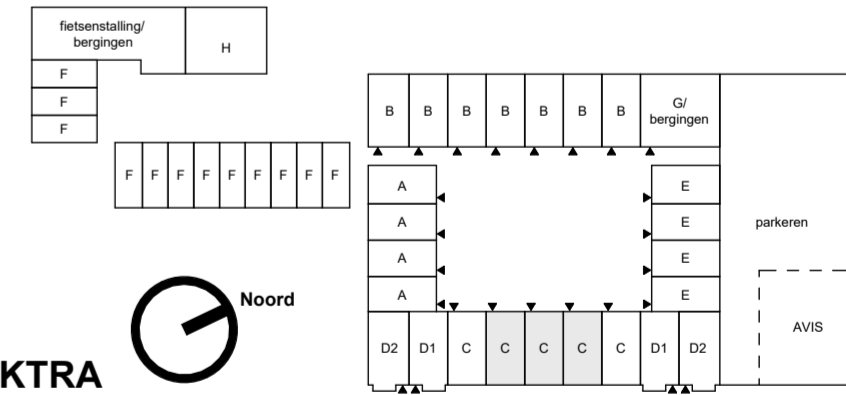 fietsenstalling/
bergingen
H
F
F
F
B B B B B B B G/
bergingen
F F F F F F F F F
A E
A E
parkeren
A E
A E
Noord
AVIS
D2 D1 C C C C C D1 D2
KTRA